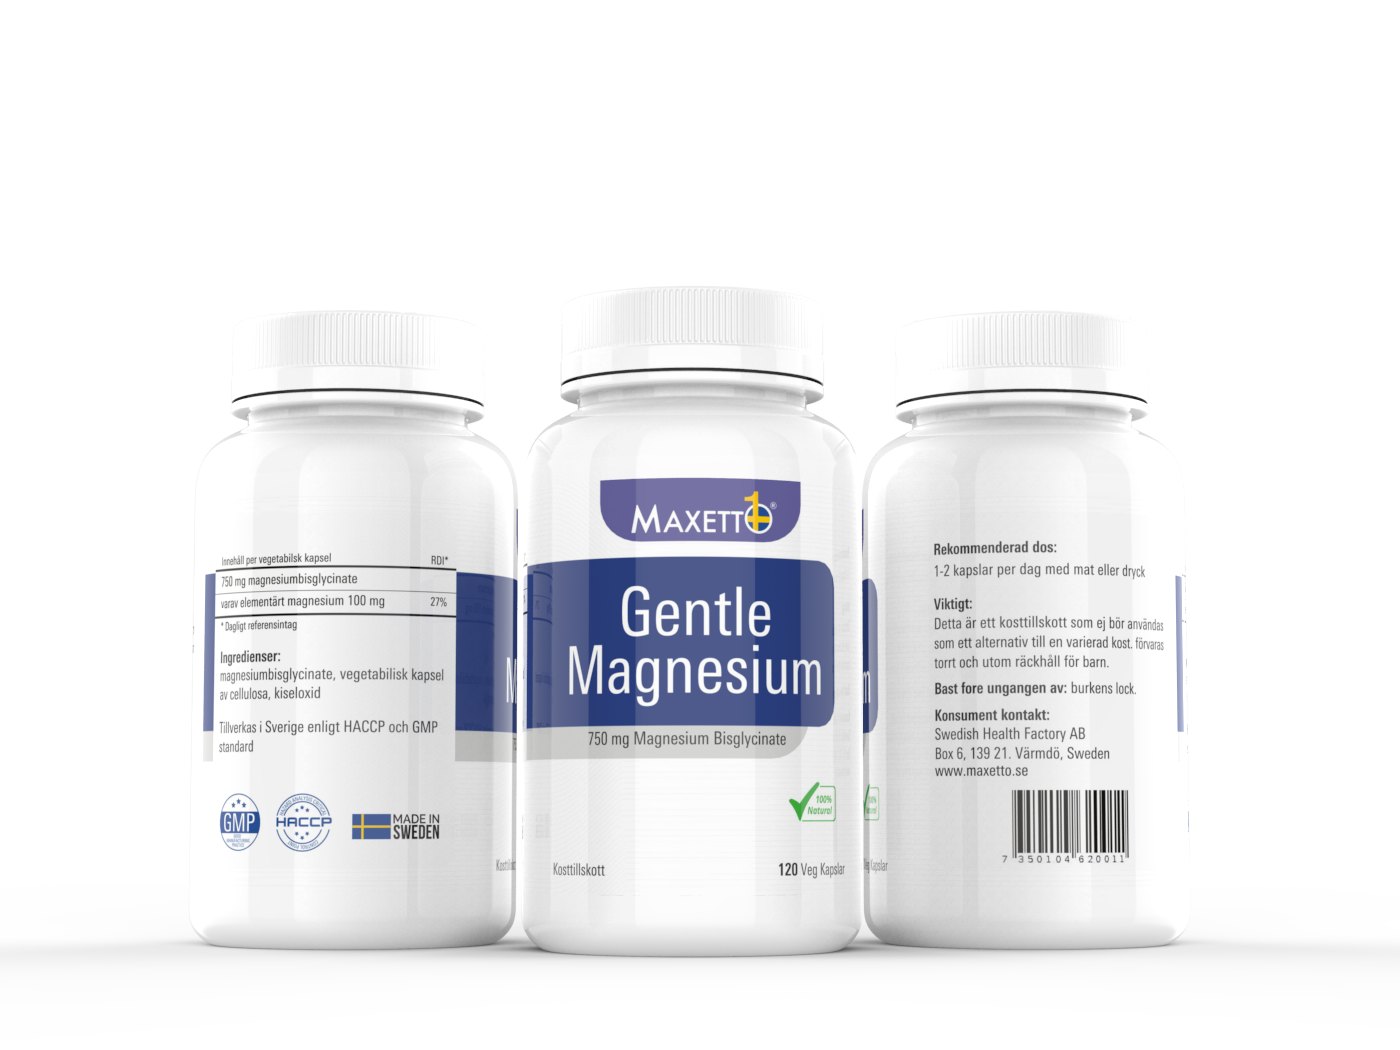 Innehåll per vegetabilsk kapsel RDI*
750 mg magnesiumbisglycinate
varav elementärt magnesium 100 mg 27%
* Dagligt referensintag
Ingredienser:
magnesiumbisglycinate, vegetabilisk kapsel
av cellulosa, kiseloxid
Tillverkas i Sverige enligt HACCP och GMP
standard
GMP
HACCP
MADE IN
SWEDEN
MAXETTO®
1
Gentle
Magnesium
750 mg Magnesium Bisglycinate
100%
Natural
Kosttillskott
120 Veg Kapslar
Rekommenderad dos:
1-2 kapslar per dag med mat eller dryck
Viktigt:
Detta är ett kosttillskott som ej bör användas
som ett alternativ till en varierad kost. förvaras
torrt och utom räckhåll för barn.
Bast fore ungangen av: burkens lock.
Konsument kontakt:
Swedish Health Factory AB
Box 6, 139 21. Värmdö, Sweden
www.maxetto.se
7 350104 620011